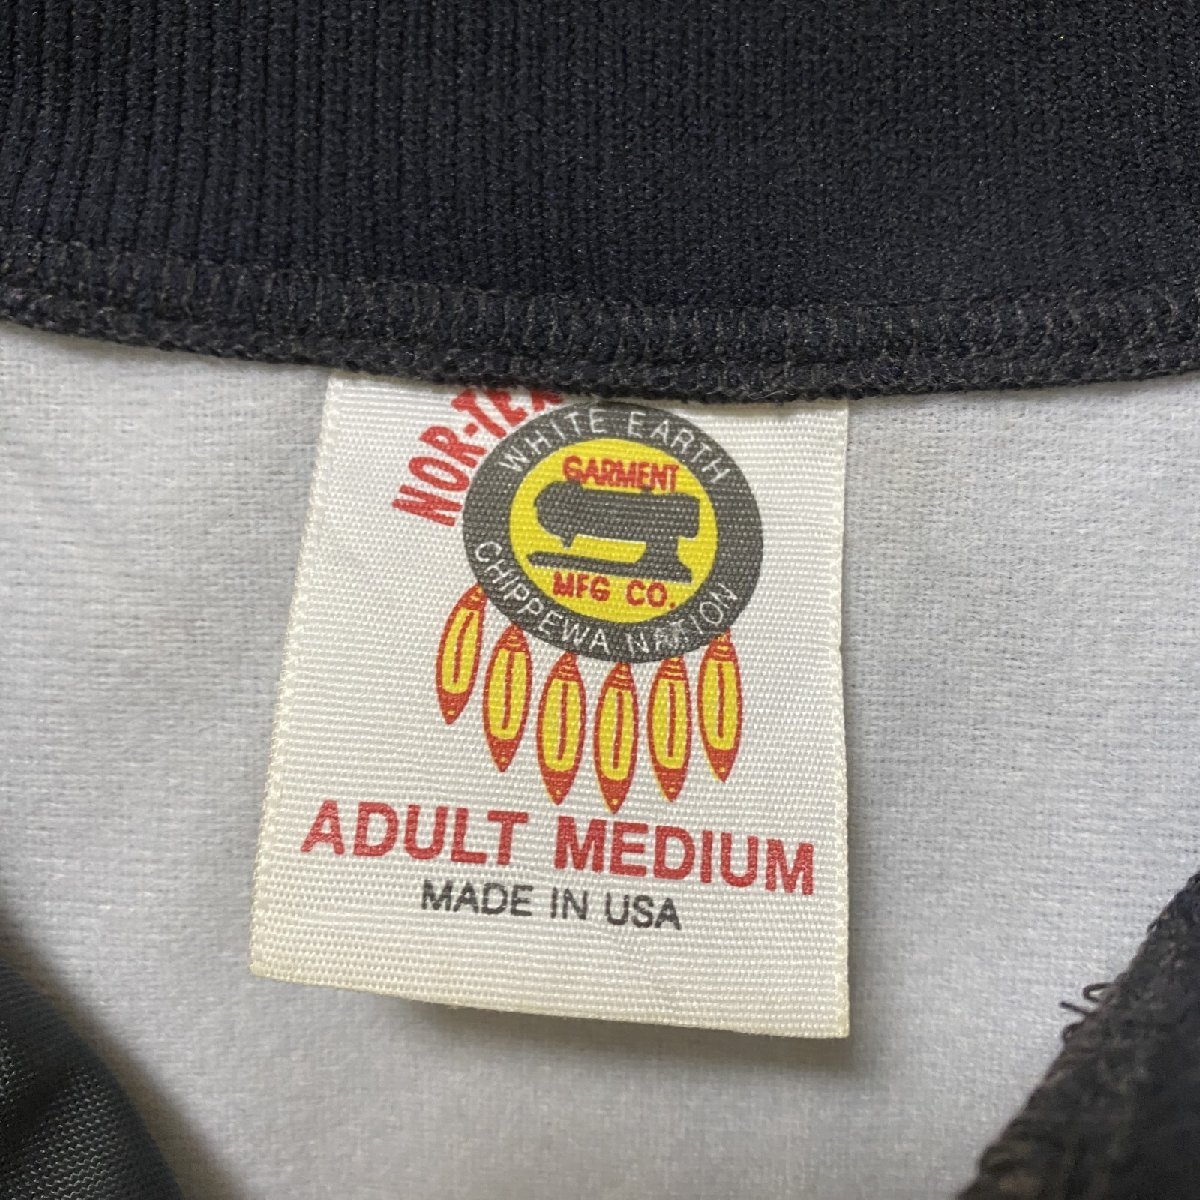 NOR-TEX
WHITE EARTH
GARMENT
MFG CO.
CHIPPEWA NATION
ADULT MEDIUM
MADE IN USA